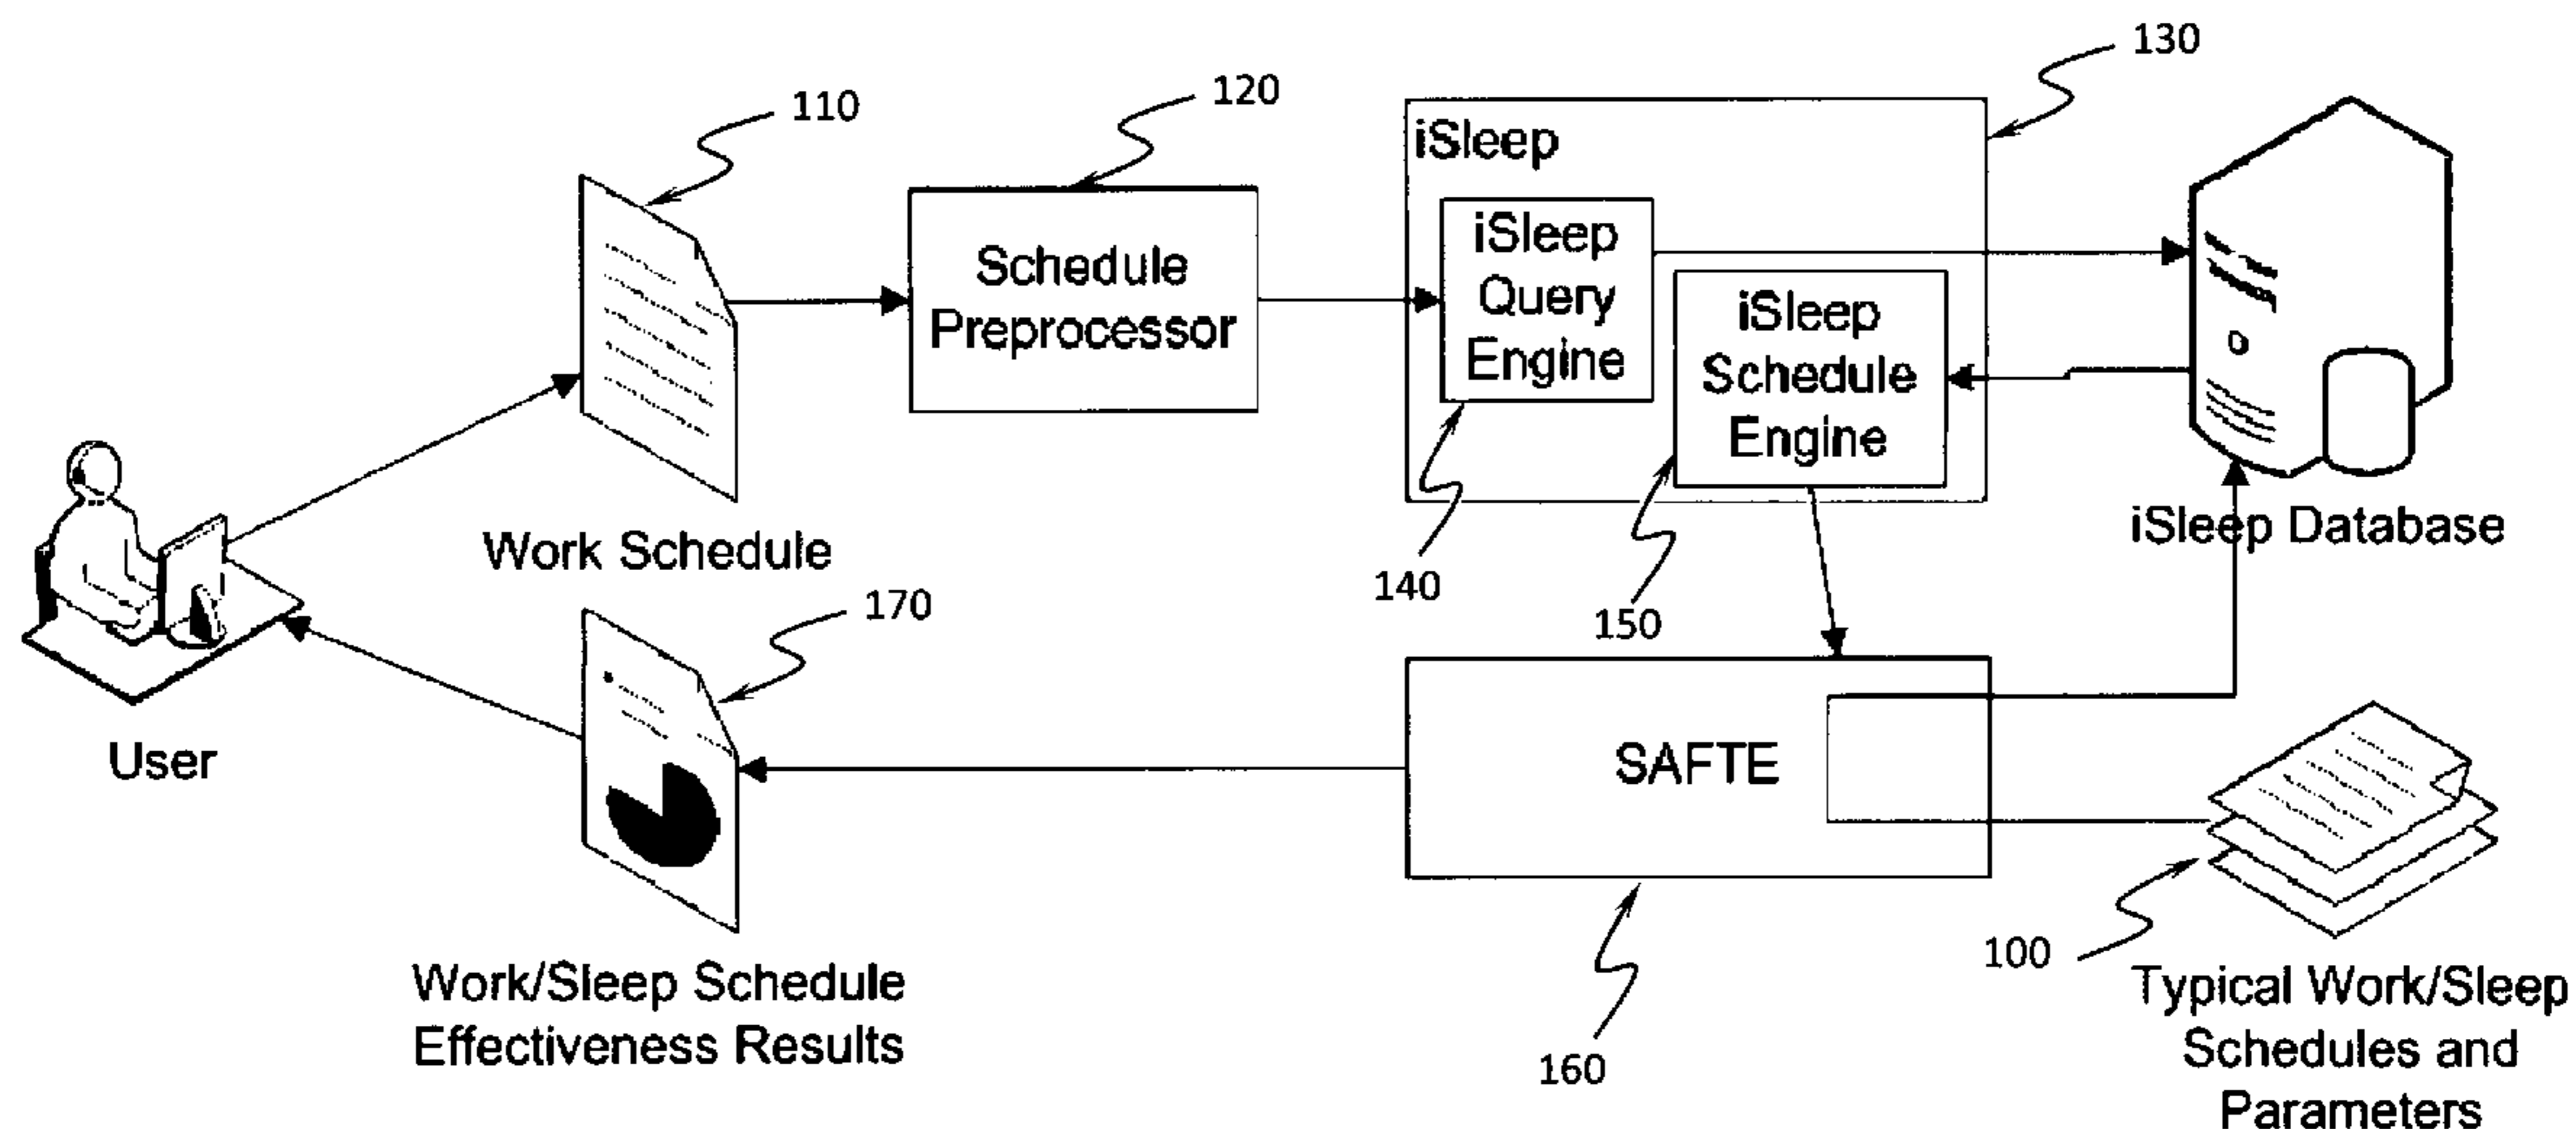 130
120
110
iSleep
iSleep
Query
Engine
Schedule
Preprocessor
iSleep
Schedule
Engine
iSleep Database
Work Schedule
140
150
170
User
SAFTE
100
Work/Sleep Schedule
Effectiveness Results
160
Typical Work/Sleep
Schedules and
Parameters